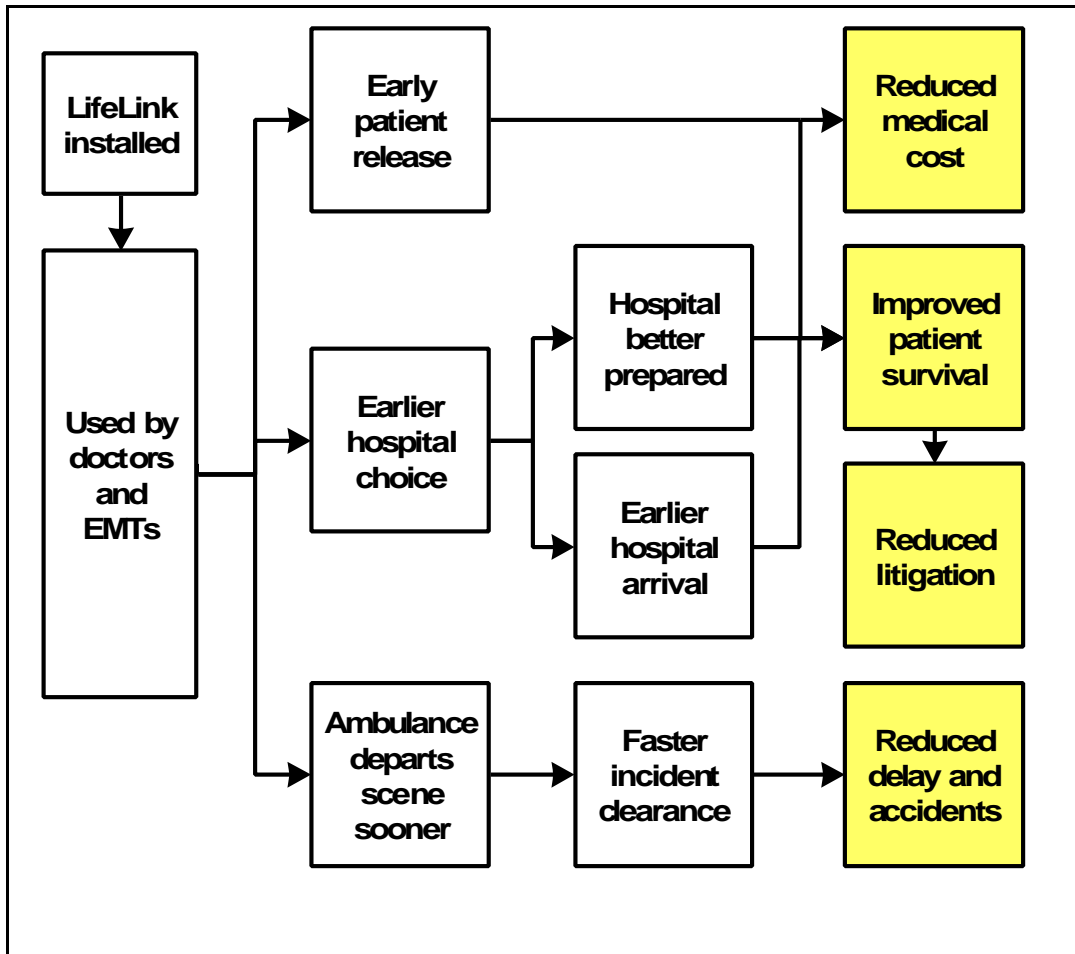 LifeLink
installed
Used by
doctors
and
EMTs
Early
patient
release
Earlier
hospital
choice
Ambulance
departs
scene
sooner
Hospital
better
prepared
Earlier
hospital
arrival
Faster
incident
clearance
Reduced
medical
cost
Improved
patient
survival
Reduced
litigation
Reduced
delay and
accidents